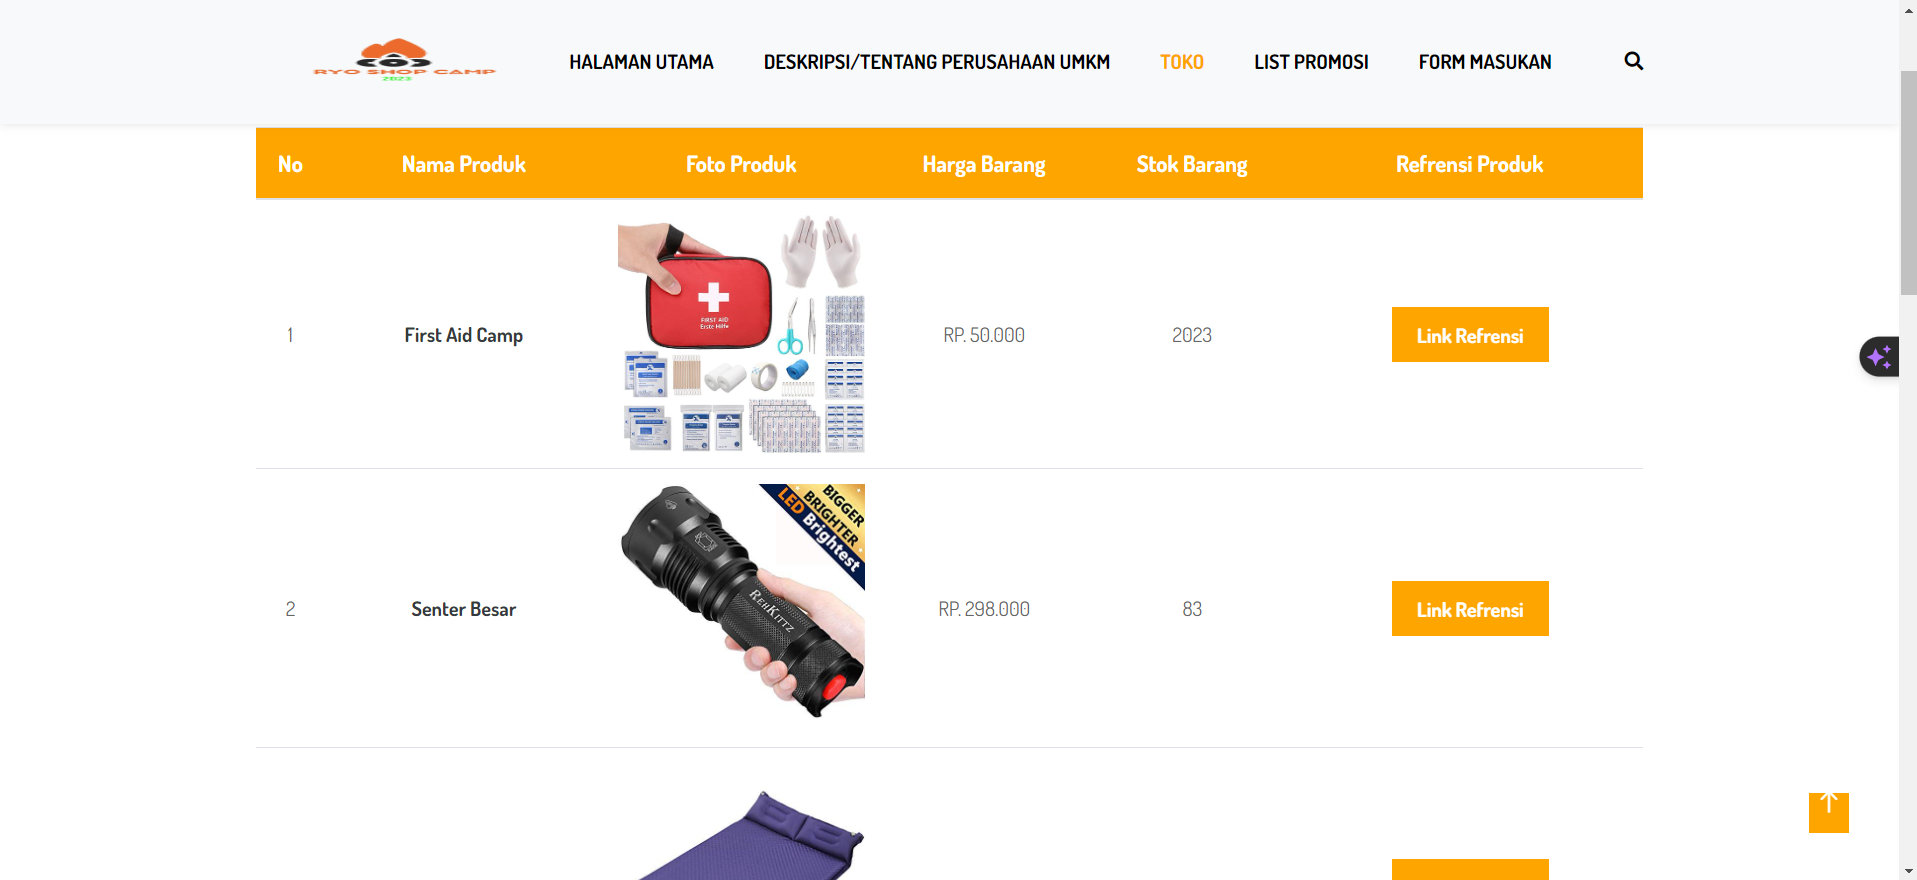 RYO SHOP CAMP
2023
HALAMAN UTAMA
DESKRIPSI/TENTANG PERUSAHAAN UMKM
TOKO
LIST PROMOSI
FORM MASUKAN
No
Nama Produk
Foto Produk
Harga Barang
Stok Barang
Refrensi Produk
1
First Aid Camp
FIRST AID
Erste Hilfe
RP. 50.000
2023
Link Refrensi
2
Senter Besar
BIGGER
BRIGHTER
LED Brightest
REHKITTZ
RP. 298.000
83
Link Refrensi